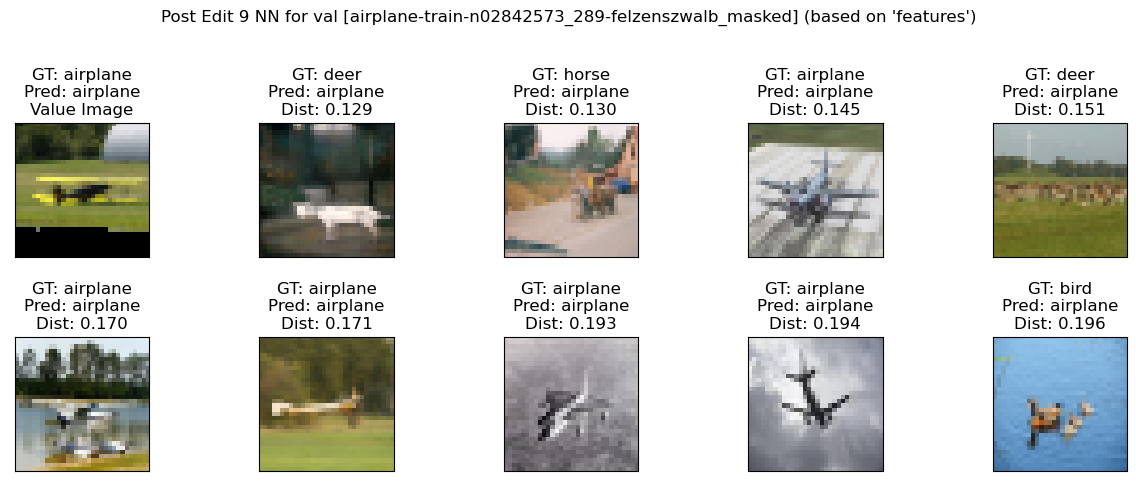 Post Edit 9 NN for val [airplane-train-n02842573_289-felzenszwalb_masked] (based on 'features')
GT: airplane
Pred: airplane
Value Image
GT: deer
Pred: airplane
Dist: 0.129
GT: horse
Pred: airplane
Dist: 0.130
GT: airplane
Pred: airplane
Dist: 0.145
GT: deer
Pred: airplane
Dist: 0.151
GT: airplane
Pred: airplane
Dist: 0.170
GT: airplane
Pred: airplane
Dist: 0.171
GT: airplane
Pred: airplane
Dist: 0.193
GT: airplane
Pred: airplane
Dist: 0.194
GT: bird
Pred: airplane
Dist: 0.196